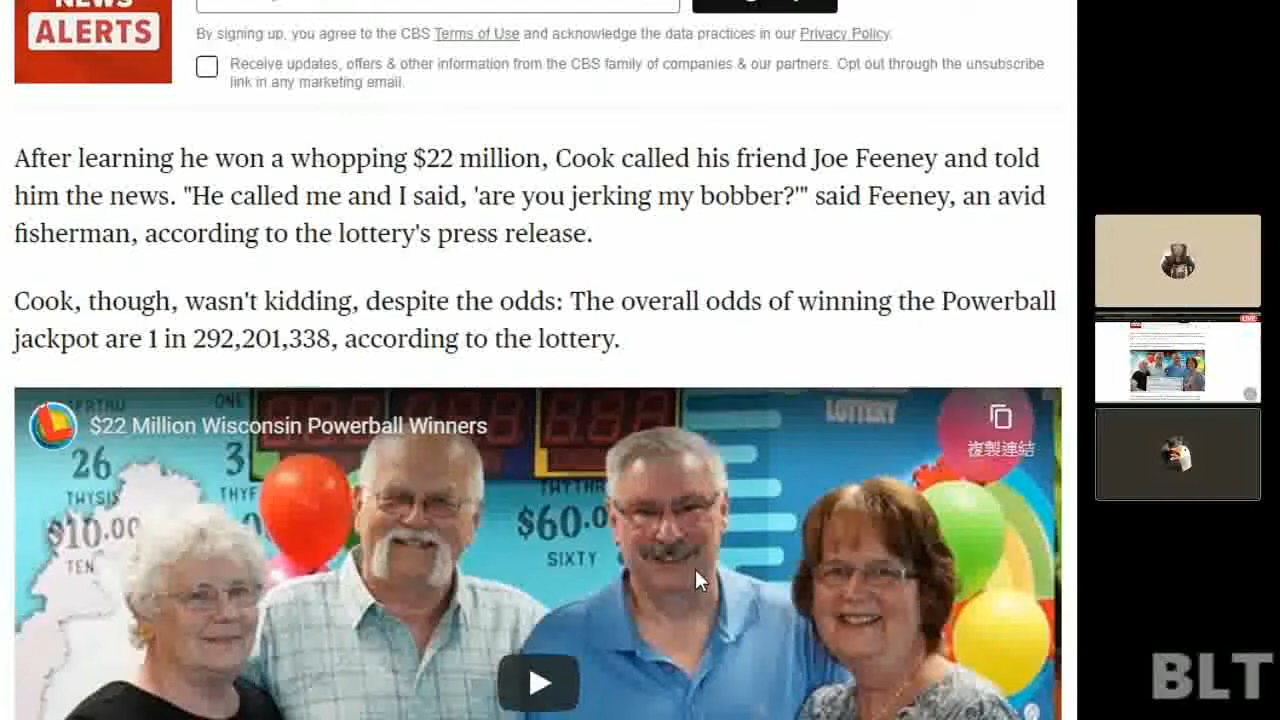 NEWS
ALERTS
By signing up, you agree to the CBS Terms of Use and acknowledge the data practices in our Privacy Policy.
Receive updates, offers & other information from the CBS family of companies & our partners. Opt out through the unsubscribe
link in any marketing email.
After learning he won a whopping $22 million, Cook called his friend Joe Feeney and told
him the news. "He called me and I said, 'are you jerking my bobber?'" said Feeney, an avid
fisherman, according to the lottery's press release.
Cook, though, wasn't kidding, despite the odds: The overall odds of winning the Powerball
jackpot are 1 in 292,201,338, according to the lottery.
$22 Million Wisconsin Powerball Winners
ONE
LOTTERY
複製連結
26
3
THYSIX
$10.00
TEN
$60.0
SIXTY
LIVE
BLT